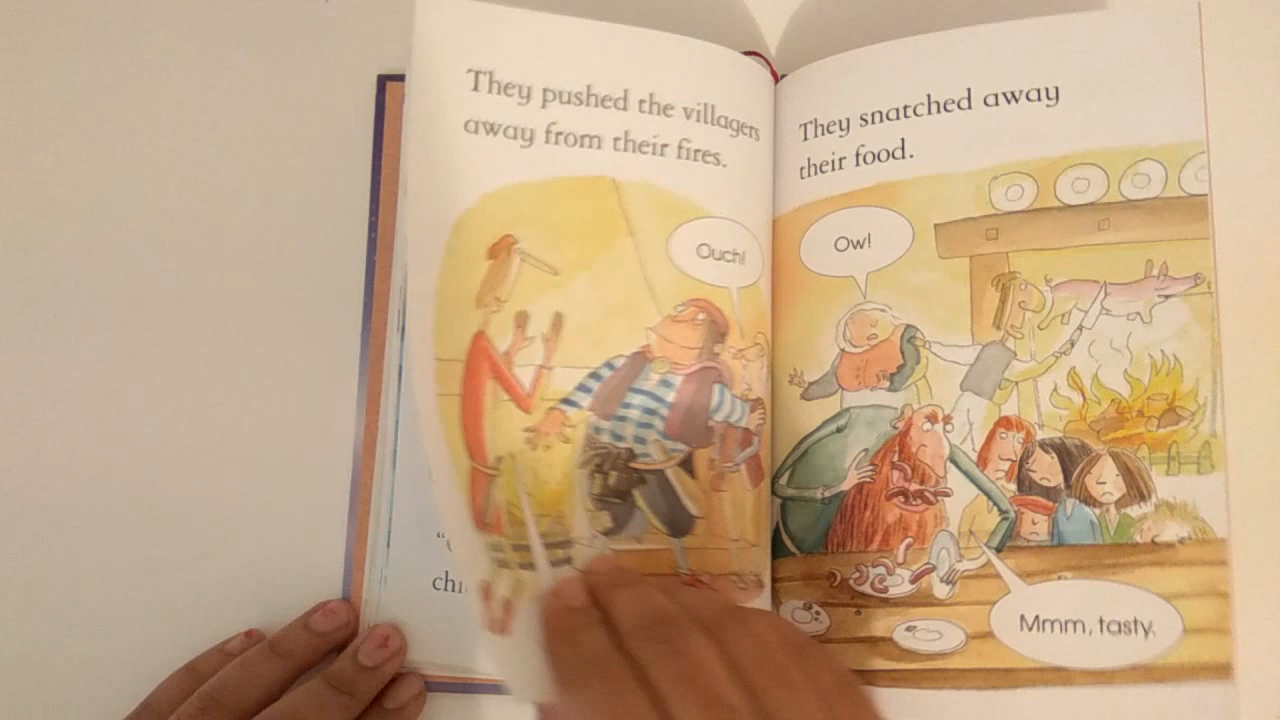 They pushed the villagers
away from their fires.
Ouch!
They snatched away
their food.
Ow!
Mmm, tasty.